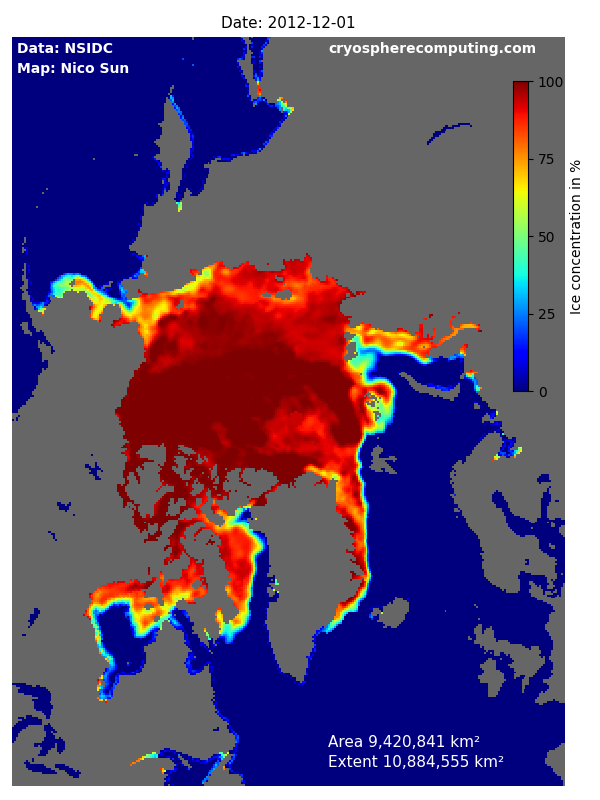 Date: 2012-12-01
Data: NSIDC
cryospherecomputing.com
Map: Nico Sun
100
75
50
25
0
Ice concentration in %
Area 9,420,841 km²
Extent 10,884,555 km²